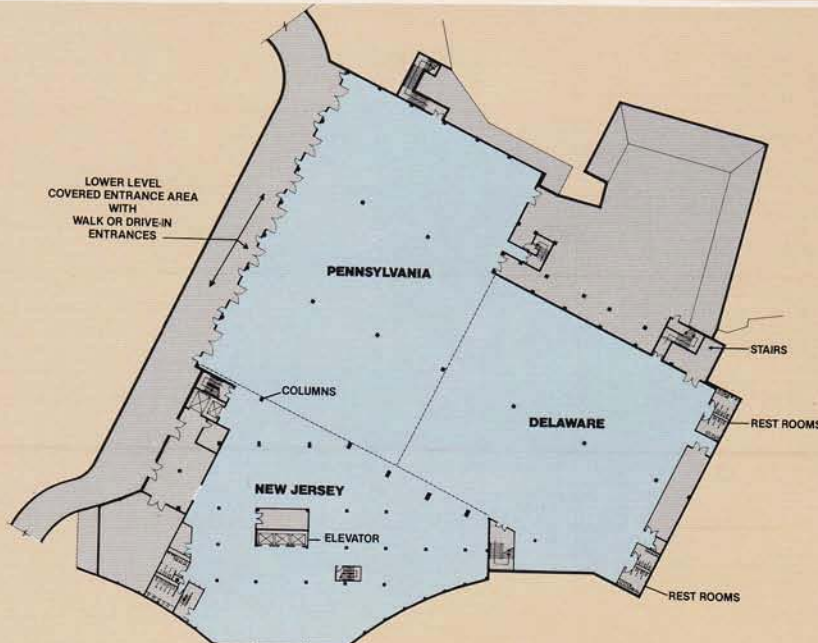 LOWER LEVEL
COVERED ENTRANCE AREA
WITH
WALK OR DRIVE-IN
ENTRANCES
PENNSYLVANIA
STAIRS
COLUMNS
DELAWARE
REST ROOMS
NEW JERSEY
ELEVATOR
REST ROOMS